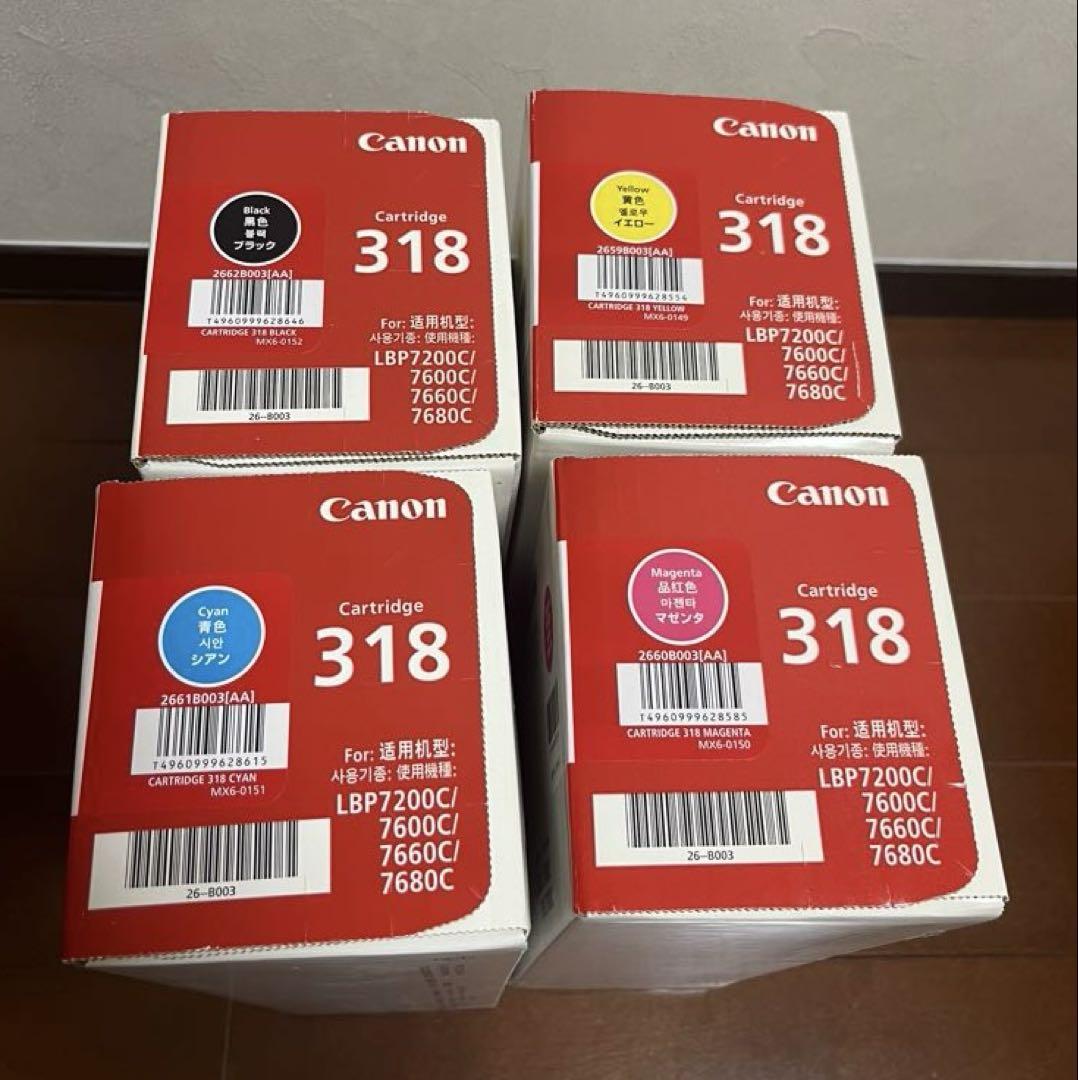 Canon
Black
黑色
블랙
ブラック
Cartridge
318
2662B003[AA]
T4960999628646
CARTRIDGE 318 BLACK
MX6-0152
For: 适用机型:
사용기종: 使用機種:
LBP7200C/
7600C/
7660C/
7680C
26-B003
Canon
Yellow
黄色
옐로우
イエロー
Cartridge
318
2659B003[AA]
T4960999628554
CARTRIDGE 318 YELLOW
MX6-0149
For: 适用机型:
사용기종: 使用機種:
LBP7200C/
7600C/
7660C/
7680C
26-B003
Canon
Cyan
青色
시안
シアン
Cartridge
318
2661B003[AA]
T4960999628615
CARTRIDGE 318 CYAN
MX6-0151
For: 适用机型:
사용기종: 使用機種:
LBP7200C/
7600C/
7660C/
7680C
26-B003
Canon
Magenta
品红色
마젠타
マゼンタ
Cartridge
318
2660B003[AA]
T4960999628585
CARTRIDGE 318 MAGENTA
MX6-0150
For: 适用机型:
사용기종: 使用機種:
LBP7200C/
7600C/
7660C/
7680C
26-B003